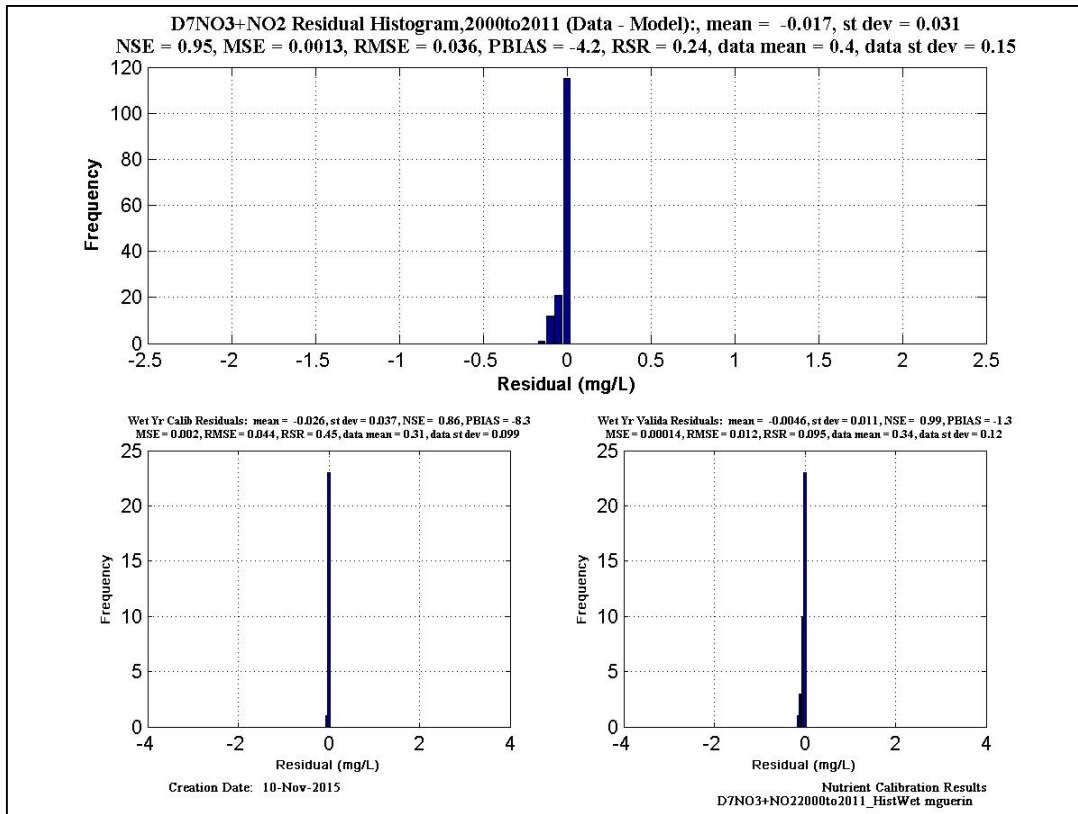 D7NO3+NO2 Residual Histogram,2000to2011 (Data - Model):, mean = -0.017, st dev = 0.031
NSE = 0.95, MSE = 0.0013, RMSE = 0.036, PBIAS = -4.2, RSR = 0.24, data mean = 0.4, data st dev = 0.15
120
100
80
60
40
20
0
Frequency
-2.5 -2 -1.5 -1 -0.5 0 0.5 1 1.5 2 2.5
Residual (mg/L)
Wet Yr Calib Residuals: mean = -0.026, st dev = 0.037, NSE = 0.86, PBIAS = -8.3
MSE = 0.002, RMSE = 0.044, RSR = 0.45, data mean = 0.31, data st dev = 0.099
25
20
15
10
5
0
Frequency
-4 -2 0 2 4
Residual (mg/L)
Wet Yr Valida Residuals: mean = -0.0046, st dev = 0.011, NSE = 0.99, PBIAS = -1.3
MSE = 0.00014, RMSE = 0.012, RSR = 0.095, data mean = 0.34, data st dev = 0.12
25
20
15
10
5
0
Frequency
-4 -2 0 2 4
Residual (mg/L)
Creation Date: 10-Nov-2015
Nutrient Calibration Results
D7NO3+NO22000to2011_HistWet mguerin